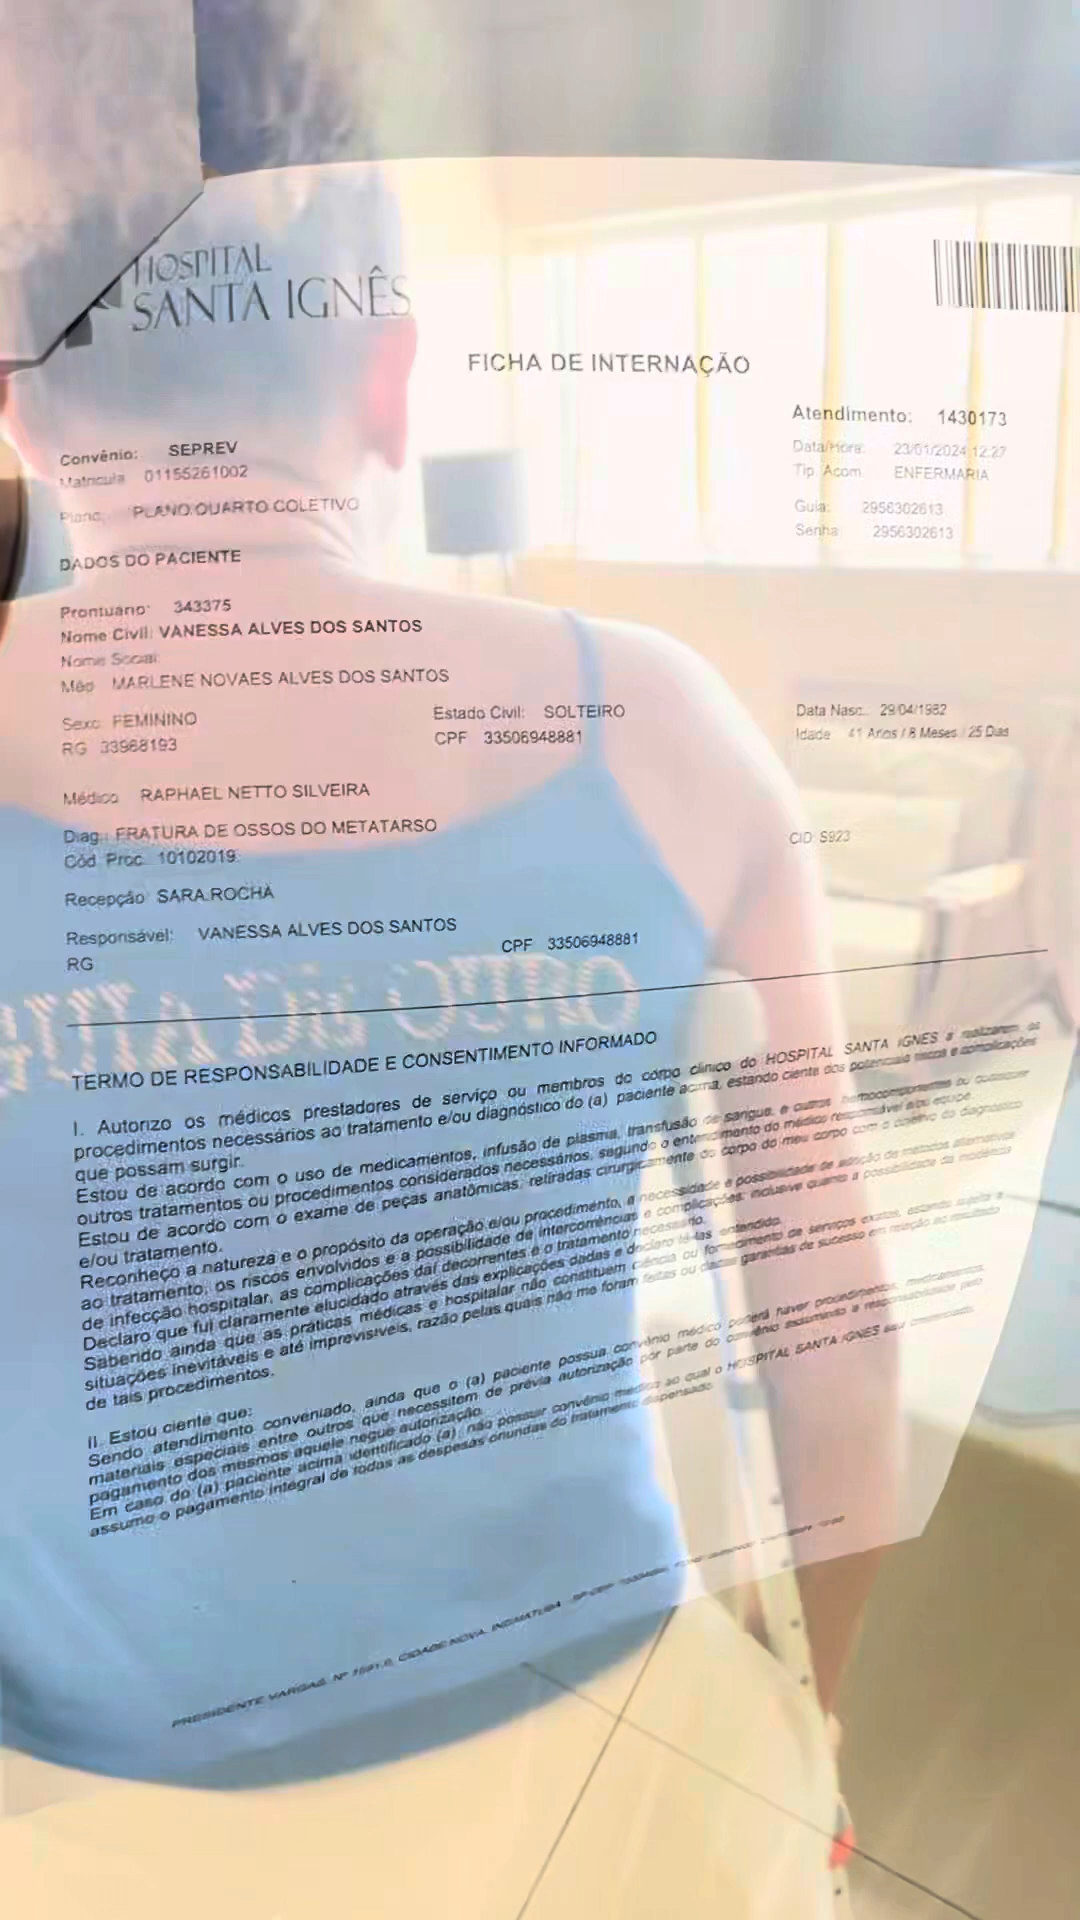 HOSPITAL
SANTA IGNÊS
FICHA DE INTERNAÇÃO
Atendimento: 1430173
Convênio: SEPREV
Data/Hora: 23/01/2024 12:27
Matrícula 01155261002
Tip. Acom. ENFERMARIA
Plano: PLANO QUARTO COLETIVO
Guia: 2956302613
Senha 2956302613
DADOS DO PACIENTE
Prontuário: 343375
Nome Civil: VANESSA ALVES DOS SANTOS
Nome Social:
Mãe MARLENE NOVAES ALVES DOS SANTOS
Sexo: FEMININO Estado Civil: SOLTEIRO Data Nasc.: 29/04/1982
RG 33968193 CPF 33506948881 Idade 41 Anos / 8 Meses / 25 Dias
Médico RAPHAEL NETTO SILVEIRA
Diag.: FRATURA DE OSSOS DO METATARSO CID: S923
Cód. Proc. 10102019
Recepção SARA.ROCHA
Responsável: VANESSA ALVES DOS SANTOS CPF 33506948881
RG
DE OURO
TERMO DE RESPONSABILIDADE E CONSENTIMENTO INFORMADO
I. Autorizo os médicos prestadores de serviço ou membros do corpo clínico do HOSPITAL SANTA IGNES a realizarem os
procedimentos necessários ao tratamento e/ou diagnóstico do (a) paciente acima, estando ciente dos potenciais riscos e complicações
que possam surgir.
Estou de acordo com o uso de medicamentos, infusão de plasma, transfusão de sangue, e outros hemocomponentes ou quaisquer
outros tratamentos ou procedimentos considerados necessários, segundo o entendimento do médico responsável e/ou equipe.
Estou de acordo com o exame de peças anatômicas, retiradas cirurgicamente do corpo do meu corpo com o objetivo do diagnóstico
e/ou tratamento.
Reconheço a natureza e o propósito da operação e/ou procedimento, a necessidade e possibilidade de adoção de métodos alternativos
ao tratamento, os riscos envolvidos e a possibilidade de intercorrências e complicações, inclusive quanto a possibilidade da incidência
de infecção hospitalar, as complicações daí decorrentes e o tratamento necessário.
Declaro que fui claramente elucidado através das explicações dadas e declaro tê-las entendido.
Sabendo ainda que as práticas médicas e hospitalar não constituem ciência ou fornecimento de serviços exatos, estando sujeita a
situações inevitáveis e até imprevisíveis, razão pelas quais não me foram feitas ou dadas garantias de sucesso em relação ao resultado
de tais procedimentos.
II. Estou ciente que:
Sendo atendimento conveniado, ainda que o (a) paciente possua convênio médico poderá haver procedimentos, medicamentos,
materiais especiais entre outros que necessitem de prévia autorização por parte do convênio assumindo a responsabilidade pelo
pagamento dos mesmos aquele negue autorização.
Em caso do (a) paciente acima identificado (a), não possuir convênio médico ao qual o HOSPITAL SANTA IGNES seu credenciado,
assumo o pagamento integral de todas as despesas oriundas do tratamento dispensado.
PRESIDENTE VARGAS, Nº 1591.0, CIDADE NOVA, INDAIATUBA